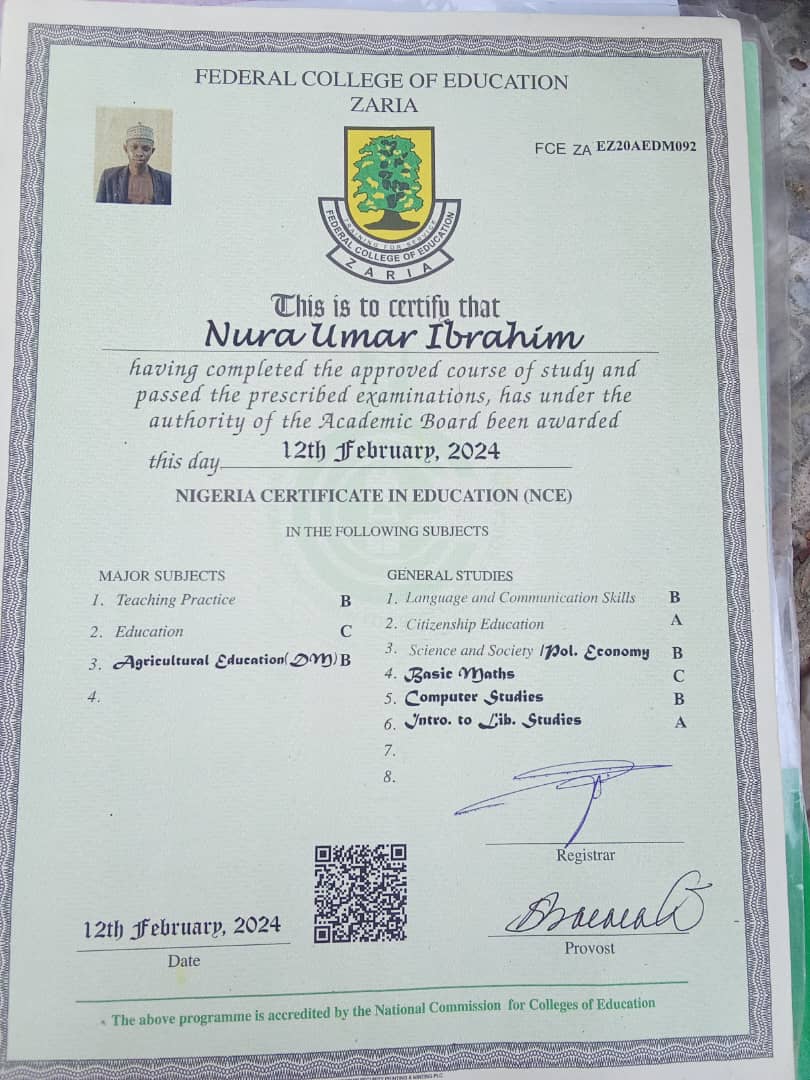 FEDERAL COLLEGE OF EDUCATION
ZARIA
FCE ZA EZ20AEDM092
TRAINING FOR SERVICE
FEDERAL COLLEGE OF EDUCATION
ZARIA
This is to certify that
Nura Umar Ibrahim
having completed the approved course of study and
passed the prescribed examinations, has under the
authority of the Academic Board been awarded
this day 12th February, 2024
NIGERIA CERTIFICATE IN EDUCATION (NCE)
IN THE FOLLOWING SUBJECTS
MAJOR SUBJECTS
1. Teaching Practice B
2. Education C
3. Agricultural Education(DM) B
4.
GENERAL STUDIES
1. Language and Communication Skills B
2. Citizenship Education A
3. Science and Society /Pol. Economy B
4. Basic Maths C
5. Computer Studies B
6. Intro. to Lib. Studies A
7.
8.
Registrar
12th February, 2024
Date
Provost
The above programme is accredited by the National Commission for Colleges of Education